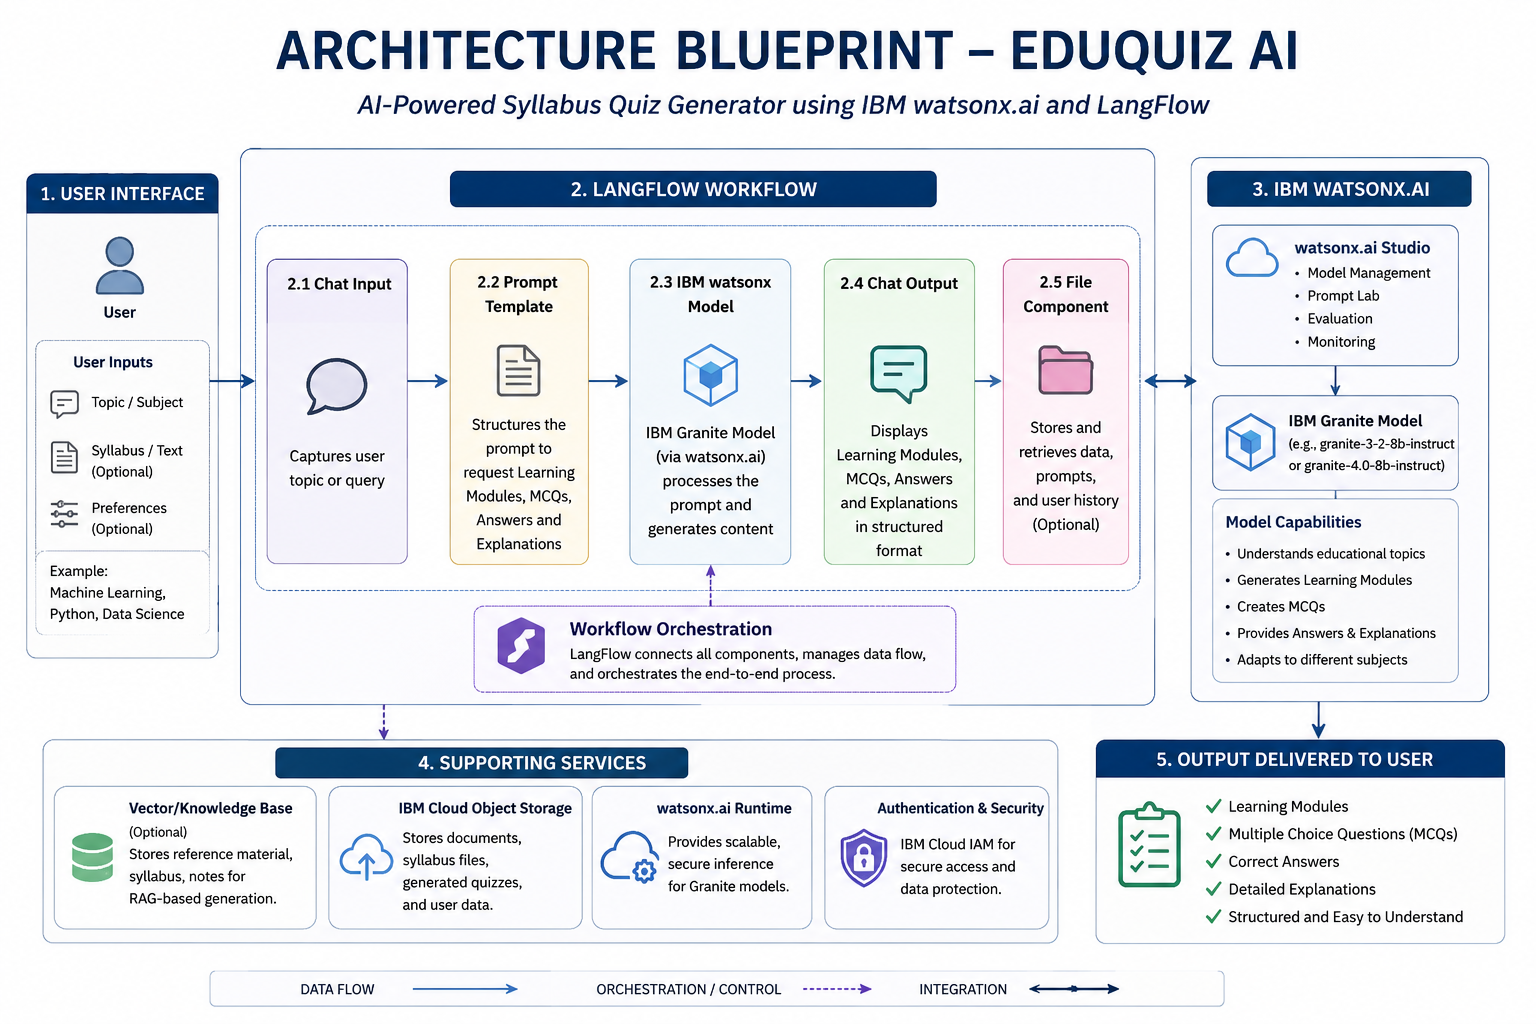 ARCHITECTURE BLUEPRINT – EDUQUIZ AI
AI-Powered Syllabus Quiz Generator using IBM watsonx.ai and LangFlow
1. USER INTERFACE
User
User Inputs
Topic / Subject
Syllabus / Text
(Optional)
Preferences
(Optional)
Example:
Machine Learning,
Python, Data Science
2. LANGFLOW WORKFLOW
2.1 Chat Input
Captures user
topic or query
2.2 Prompt
Template
Structures the
prompt to
request Learning
Modules, MCQs,
Answers and
Explanations
2.3 IBM watsonx
Model
IBM Granite Model
(via watsonx.ai)
processes the
prompt and
generates content
2.4 Chat Output
Displays
Learning Modules,
MCQs, Answers
and Explanations
in structured
format
2.5 File
Component
Stores and
retrieves data,
prompts,
and user history
(Optional)
Workflow Orchestration
LangFlow connects all components, manages data flow,
and orchestrates the end-to-end process.
3. IBM WATSONX.AI
watsonx.ai Studio
• Model Management
• Prompt Lab
• Evaluation
• Monitoring
IBM Granite Model
(e.g., granite-3-2-8b-instruct
or granite-4.0-8b-instruct)
Model Capabilities
• Understands educational topics
• Generates Learning Modules
• Creates MCQs
• Provides Answers & Explanations
• Adapts to different subjects
4. SUPPORTING SERVICES
Vector/Knowledge Base
(Optional)
Stores reference material,
syllabus, notes for
RAG-based generation.
IBM Cloud Object Storage
Stores documents,
syllabus files,
generated quizzes,
and user data.
watsonx.ai Runtime
Provides scalable,
secure inference
for Granite models.
Authentication & Security
IBM Cloud IAM for
secure access and
data protection.
5. OUTPUT DELIVERED TO USER
Learning Modules
Multiple Choice Questions (MCQs)
Correct Answers
Detailed Explanations
Structured and Easy to Understand
DATA FLOW
ORCHESTRATION / CONTROL
INTEGRATION